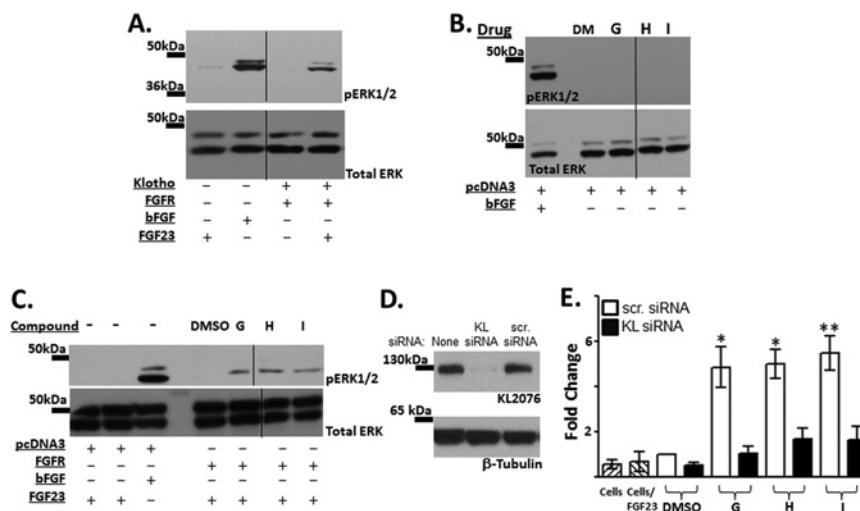 A.
50kDa
36kDa
pERK1/2
50kDa
Total ERK
Klotho – – + +
FGFR – – + +
bFGF – + – –
FGF23 + – – +
B.
Drug DM G H I
50kDa
pERK1/2
50kDa
Total ERK
pcDNA3 + + + + +
bFGF + – – – –
C.
Compound - - - DMSO G H I
50kDa
pERK1/2
50kDa
Total ERK
pcDNA3 + + + – – – –
FGFR – – – + + + +
bFGF – – + – – – –
FGF23 + + – + + + +
D.
siRNA: None KL siRNA scr. siRNA
130kDa
KL2076
65 kDa
β-Tubulin
E.
scr. siRNA
KL siRNA
Fold Change
6
2
* * **
Cells Cells/FGF23 DMSO G H I